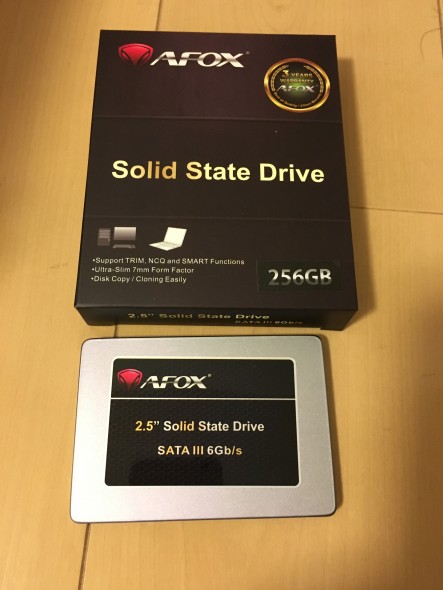 AFOX®
3 YEARS
WARRANTY
AFOX
Solid State Drive
•Support TRIM, NCQ and SMART Functions
•Ultra-Slim 7mm Form Factor
•Disk Copy / Cloning Easily
256GB
2.5” Solid State Drive
SATA III 6Gb/s
AFOX®
2.5” Solid State Drive
SATA III 6Gb/s